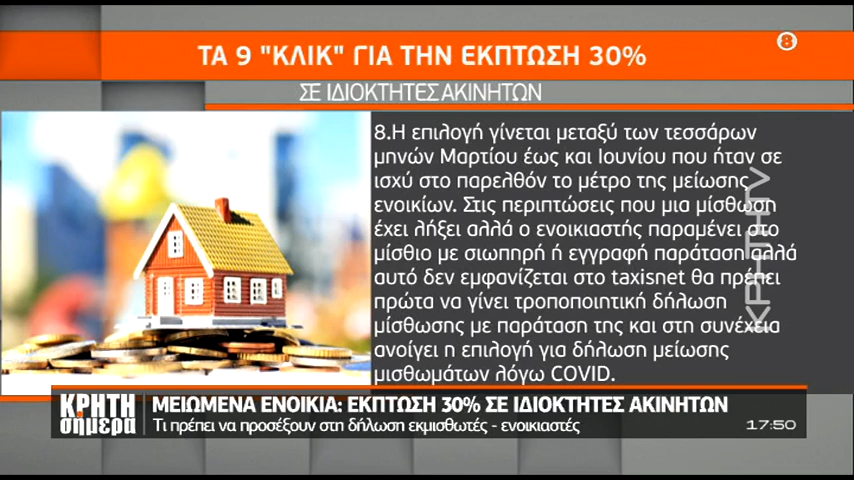 ΤΑ 9 "ΚΛΙΚ" ΓΙΑ ΤΗΝ ΕΚΠΤΩΣΗ 30%
8
ΣΕ ΙΔΙΟΚΤΗΤΕΣ ΑΚΙΝΗΤΩΝ
8.Η επιλογή γίνεται μεταξύ των τεσσάρων
μηνών Μαρτίου έως και Ιουνίου που ήταν σε
ισχύ στο παρελθόν το μέτρο της μείωσης
ενοικίων. Στις περιπτώσεις που μια μίσθωση
έχει λήξει αλλά ο ενοικιαστής παραμένει στο
μίσθιο με σιωπηρή ή εγγραφή παράταση αλλά
αυτό δεν εμφανίζεται στο taxisnet θα πρέπει
πρώτα να γίνει τροποποιητική δήλωση
μίσθωσης με παράταση της και στη συνέχεια
ανοίγει η επιλογή για δήλωση μείωσης
μισθωμάτων λόγω COVID.
ΚΡΗΤΗTV
ΚΡΗΤΗ
σήμερα
ΜΕΙΩΜΕΝΑ ΕΝΟΙΚΙΑ: ΕΚΠΤΩΣΗ 30% ΣΕ ΙΔΙΟΚΤΗΤΕΣ ΑΚΙΝΗΤΩΝ
Τι πρέπει να προσέξουν στη δήλωση εκμισθωτές - ενοικιαστές
17:50